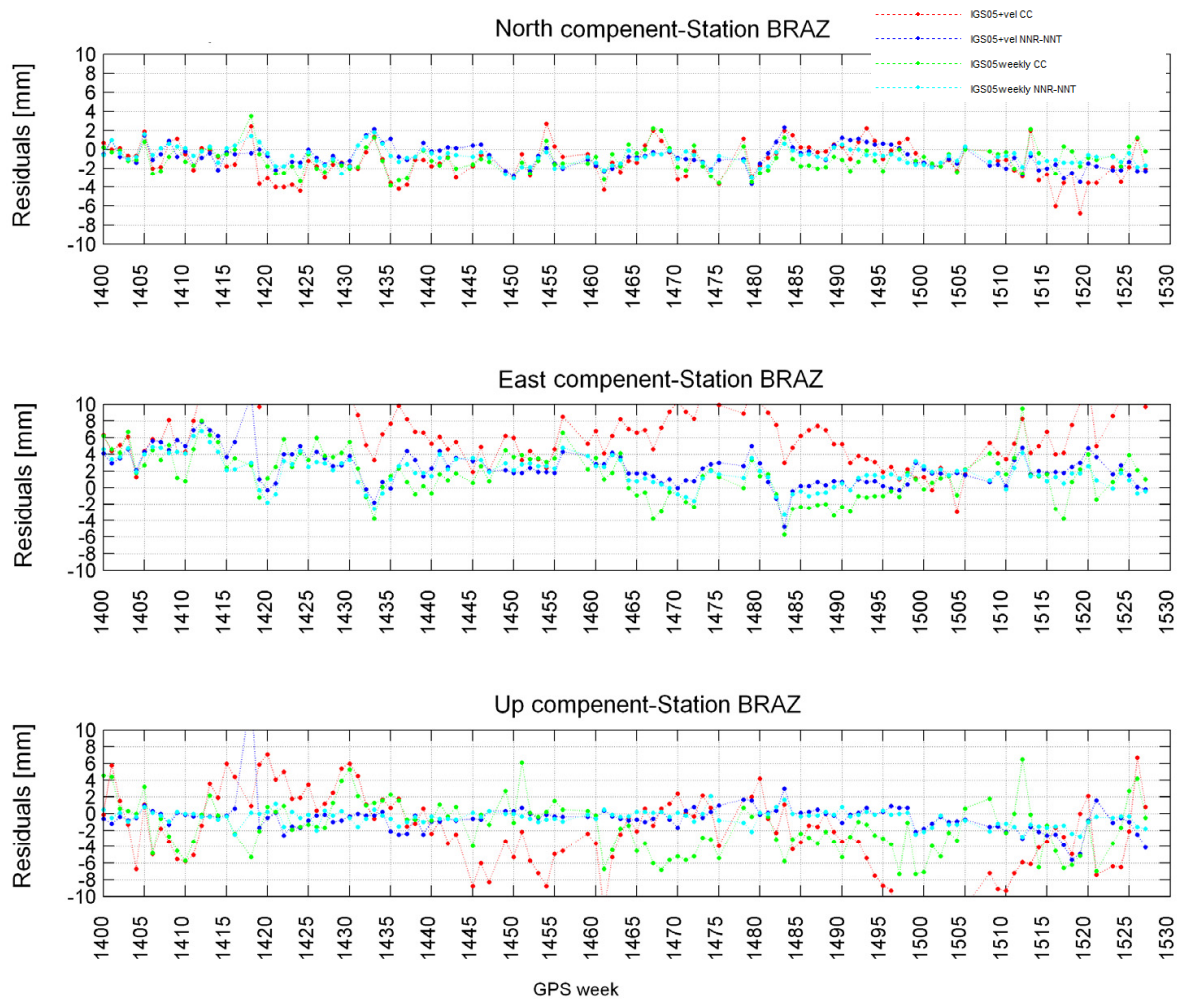 North compenent-Station BRAZ
IGS05+vel CC
IGS05+vel NNR-NNT
IGS05weekly CC
IGS05weekly NNR-NNT
Residuals [mm]
10
8
6
4
2
0
-2
-4
-6
-8
-10
1400 1405 1410 1415 1420 1425 1430 1435 1440 1445 1450 1455 1460 1465 1470 1475 1480 1485 1490 1495 1500 1505 1510 1515 1520 1525 1530
East compenent-Station BRAZ
Residuals [mm]
10
8
6
4
2
0
-2
-4
-6
-8
-10
1400 1405 1410 1415 1420 1425 1430 1435 1440 1445 1450 1455 1460 1465 1470 1475 1480 1485 1490 1495 1500 1505 1510 1515 1520 1525 1530
Up compenent-Station BRAZ
Residuals [mm]
10
8
6
4
2
0
-2
-4
-6
-8
-10
1400 1405 1410 1415 1420 1425 1430 1435 1440 1445 1450 1455 1460 1465 1470 1475 1480 1485 1490 1495 1500 1505 1510 1515 1520 1525 1530
GPS week